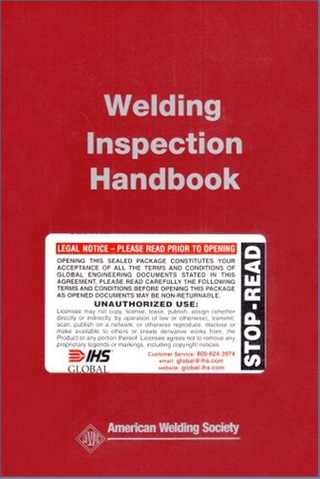 Welding
Inspection
Handbook
LEGAL NOTICE – PLEASE READ PRIOR TO OPENING
OPENING THIS SEALED PACKAGE CONSTITUTES YOUR
ACCEPTANCE OF ALL THE TERMS AND CONDITIONS OF
GLOBAL ENGINEERING DOCUMENTS STATED IN THIS
AGREEMENT. PLEASE READ CAREFULLY THE FOLLOWING
TERMS AND CONDITIONS BEFORE OPENING THIS PACKAGE
AS OPENED DOCUMENTS MAY BE NON-RETURNABLE.
UNAUTHORIZED USE:
Licensee may not copy, license, lease, publish, assign (whether
directly or indirectly, by operation of law or otherwise), transmit,
scan, publish on a network, or otherwise reproduce, disclose or
make available to others or create derivative works from, the
Product or any portion thereof. Licensee agrees not to remove any
proprietary legends or markings, including copyright notices.
IHS
GLOBAL
Customer Service: 800-624-3974
email: global@ihs.com
website: global.ihs.com
STOP-READ
AWS
American Welding Society